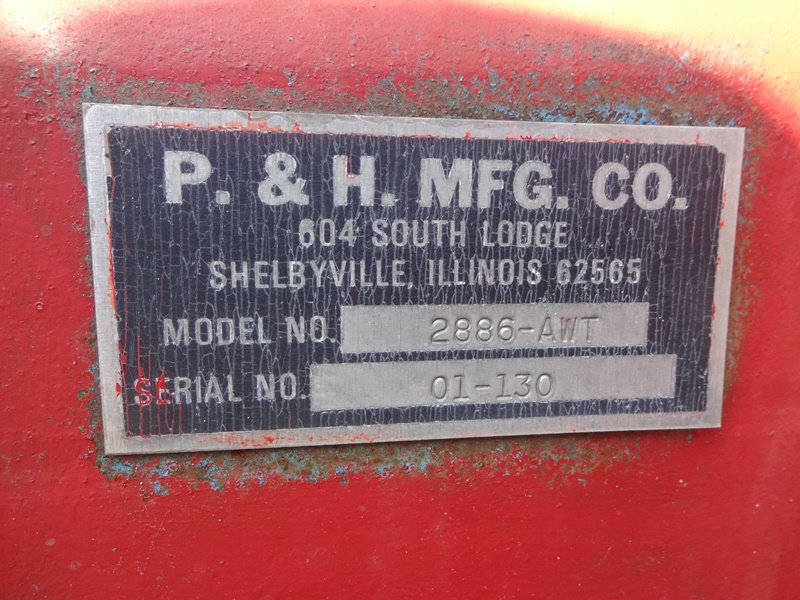 P. & H. MFG. CO.
604 SOUTH LODGE
SHELBYVILLE, ILLINOIS 62565
MODEL NO. 2886-AWT
SERIAL NO. 01-130